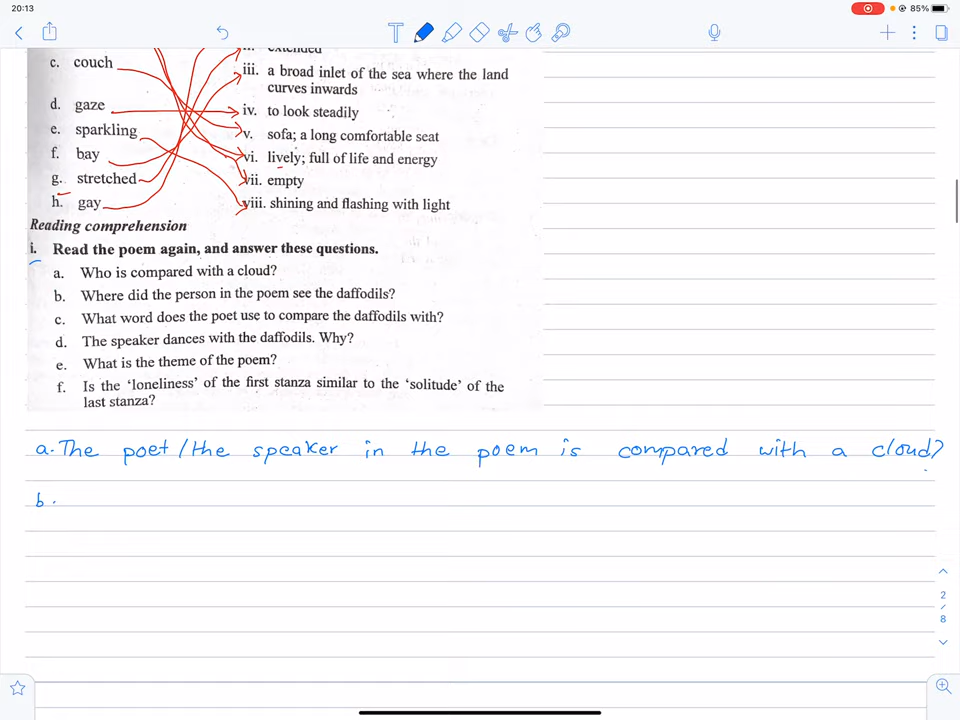 20:13
85%
extended
c. couch
iii. a broad inlet of the sea where the land
curves inwards
d. gaze
iv. to look steadily
e. sparkling
v. sofa; a long comfortable seat
f. bay
vi. lively; full of life and energy
g. stretched
vii. empty
h. gay
viii. shining and flashing with light
Reading comprehension
i. Read the poem again, and answer these questions.
a. Who is compared with a cloud?
b. Where did the person in the poem see the daffodils?
c. What word does the poet use to compare the daffodils with?
d. The speaker dances with the daffodils. Why?
e. What is the theme of the poem?
f. Is the 'loneliness' of the first stanza similar to the 'solitude' of the
last stanza?
a. The poet / the speaker in the poem is compared with a cloud?
b.
2
/
8